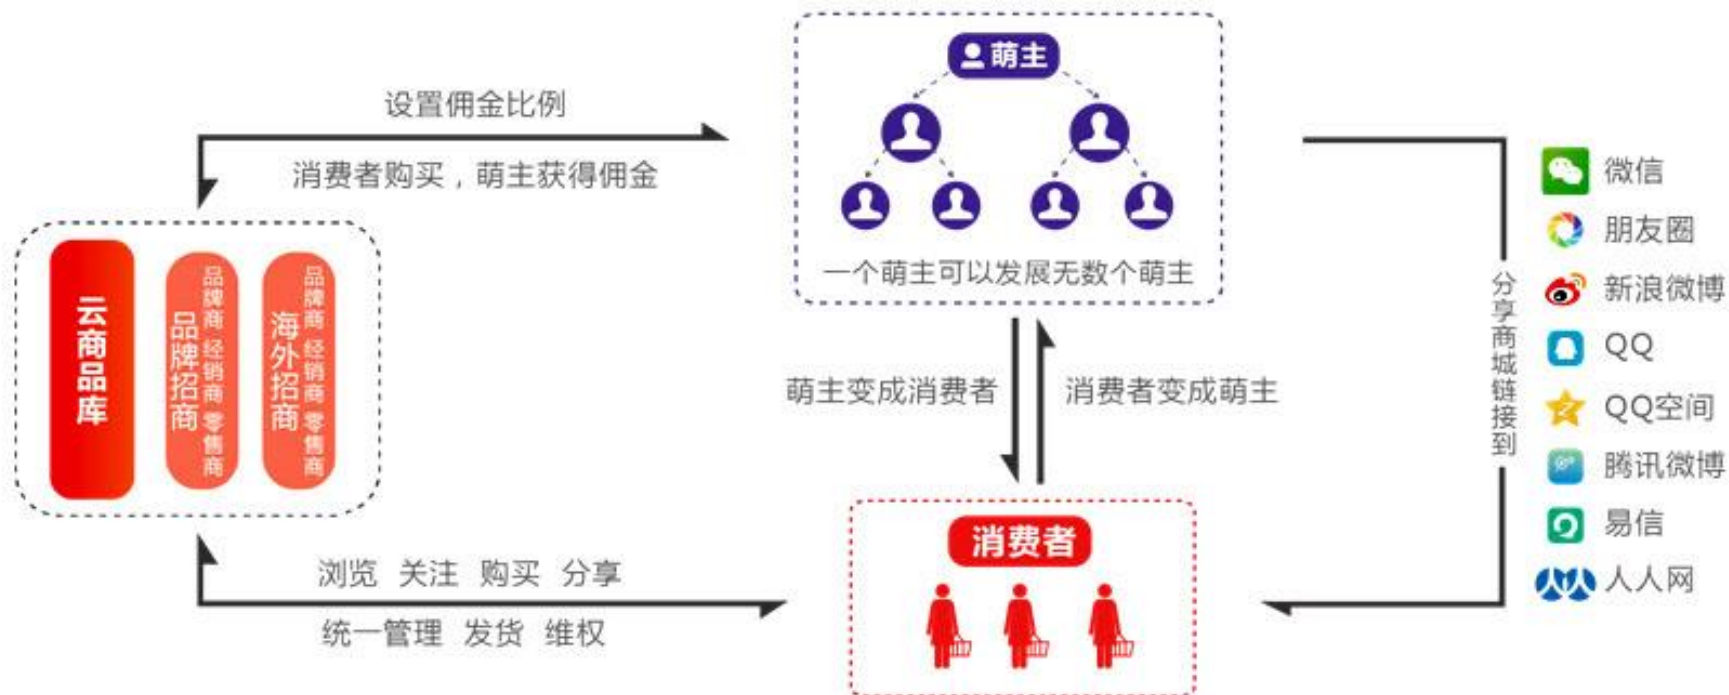 萌主
设置佣金比例
消费者购买，萌主获得佣金
一个萌主可以发展无数个萌主
云商品库
品牌招商
品牌商 经销商 零售商
海外招商
品牌商 经销商 零售商
萌主变成消费者
消费者变成萌主
分享商城链接到
微信
朋友圈
新浪微博
QQ
QQ空间
腾讯微博
易信
人人网
消费者
浏览 关注 购买 分享
统一管理 发货 维权